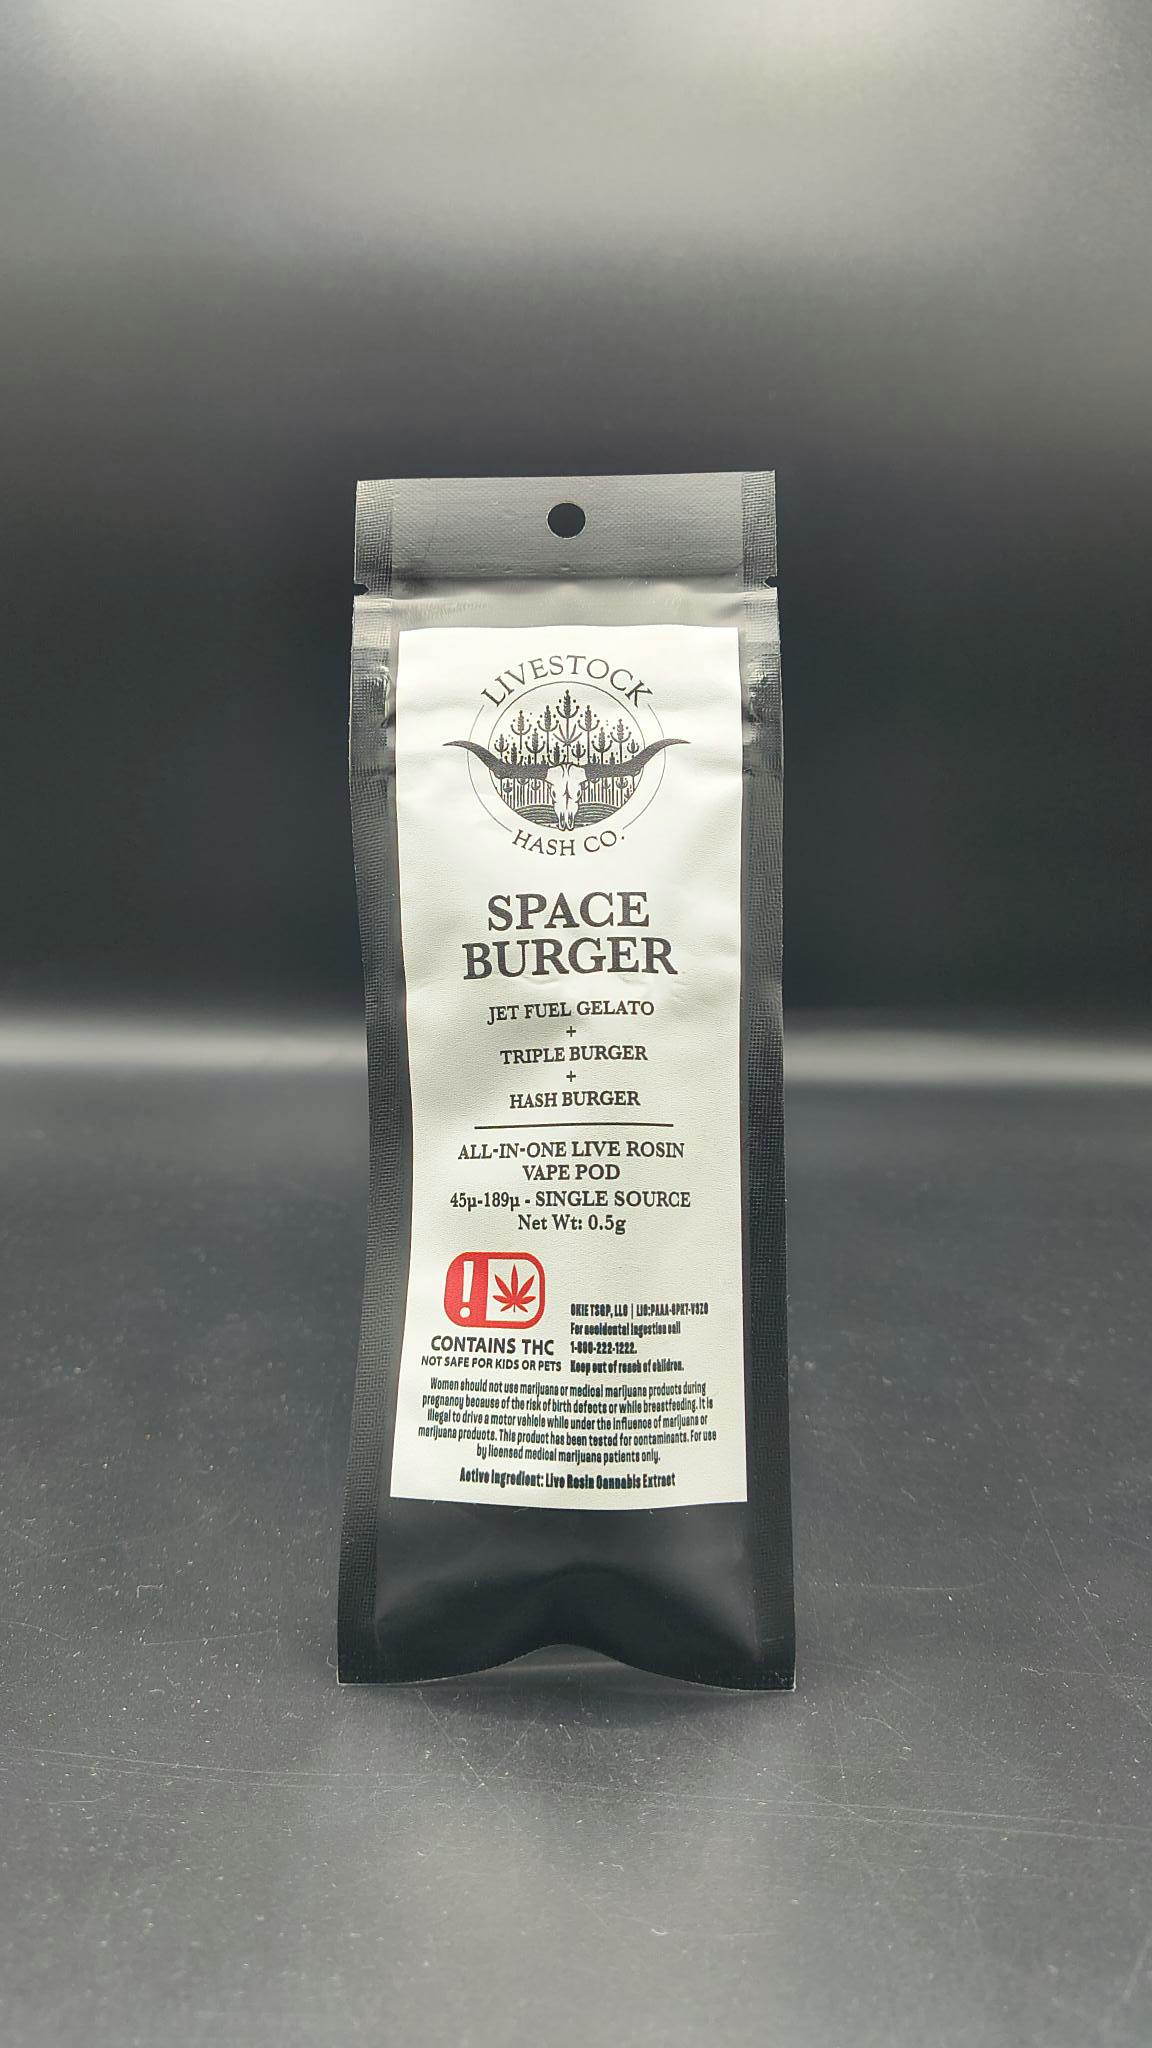 LIVESTOCK
HASH CO.
SPACE
BURGER
JET FUEL GELATO
+
TRIPLE BURGER
+
HASH BURGER
ALL-IN-ONE LIVE ROSIN
VAPE POD
45µ-189µ - SINGLE SOURCE
Net Wt: 0.5g
!
CONTAINS THC
NOT SAFE FOR KIDS OR PETS
OKIE TSQP, LLC | LIC:PAAA-
For accidental ingestion call
1-800-222-1222.
Keep out of reach of children.
Women should not use marijuana or medical marijuana products during
pregnancy because of the risk of birth defects or while breastfeeding. It is
illegal to drive a motor vehicle while under the influence of marijuana or
marijuana products. This product has been tested for contaminants. For use
by licensed medical marijuana patients only.
Active Ingredient: Live Rosin Cannabis Extract